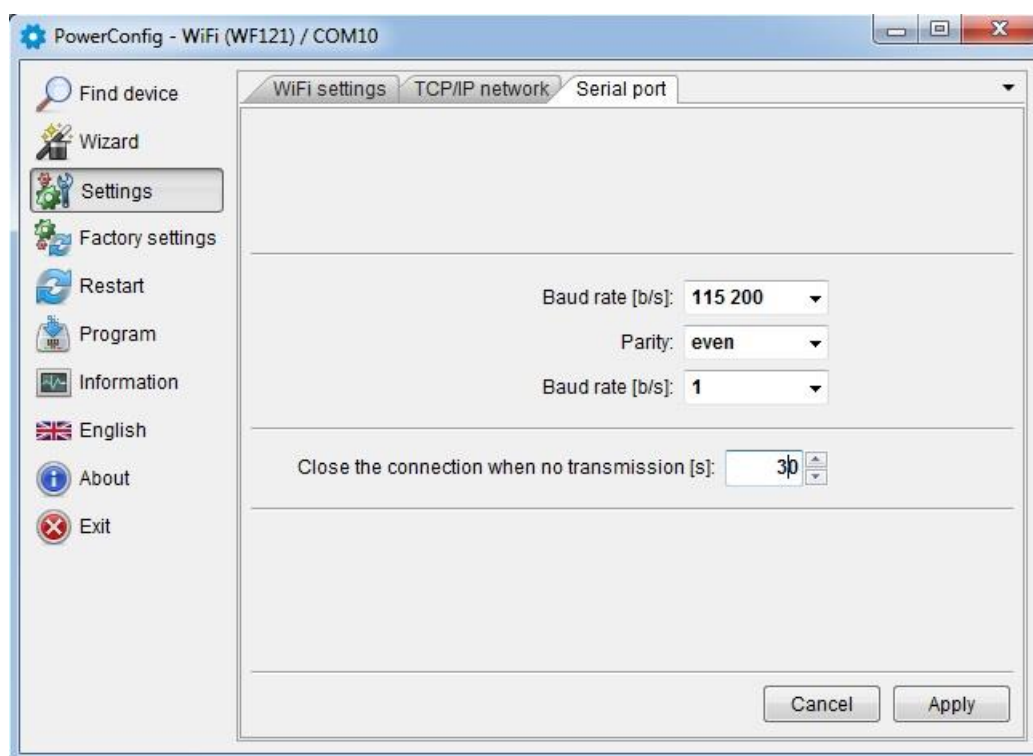 PowerConfig - WiFi (WF121) / COM10
Find device
Wizard
Settings
Factory settings
Restart
Program
Information
English
About
Exit
WiFi settings TCP/IP network Serial port
Baud rate [b/s]: 115 200
Parity: even
Baud rate [b/s]: 1
Close the connection when no transmission [s]: 30
Cancel Apply